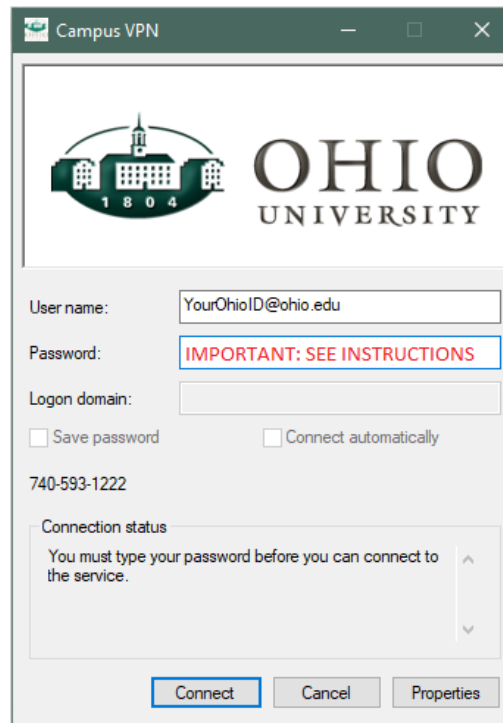 Campus VPN
1804
OHIO
UNIVERSITY
User name:
YourOhioID@ohio.edu
Password:
IMPORTANT: SEE INSTRUCTIONS
Logon domain:
Save password
Connect automatically
740-593-1222
Connection status
You must type your password before you can connect to
the service.
Connect
Cancel
Properties